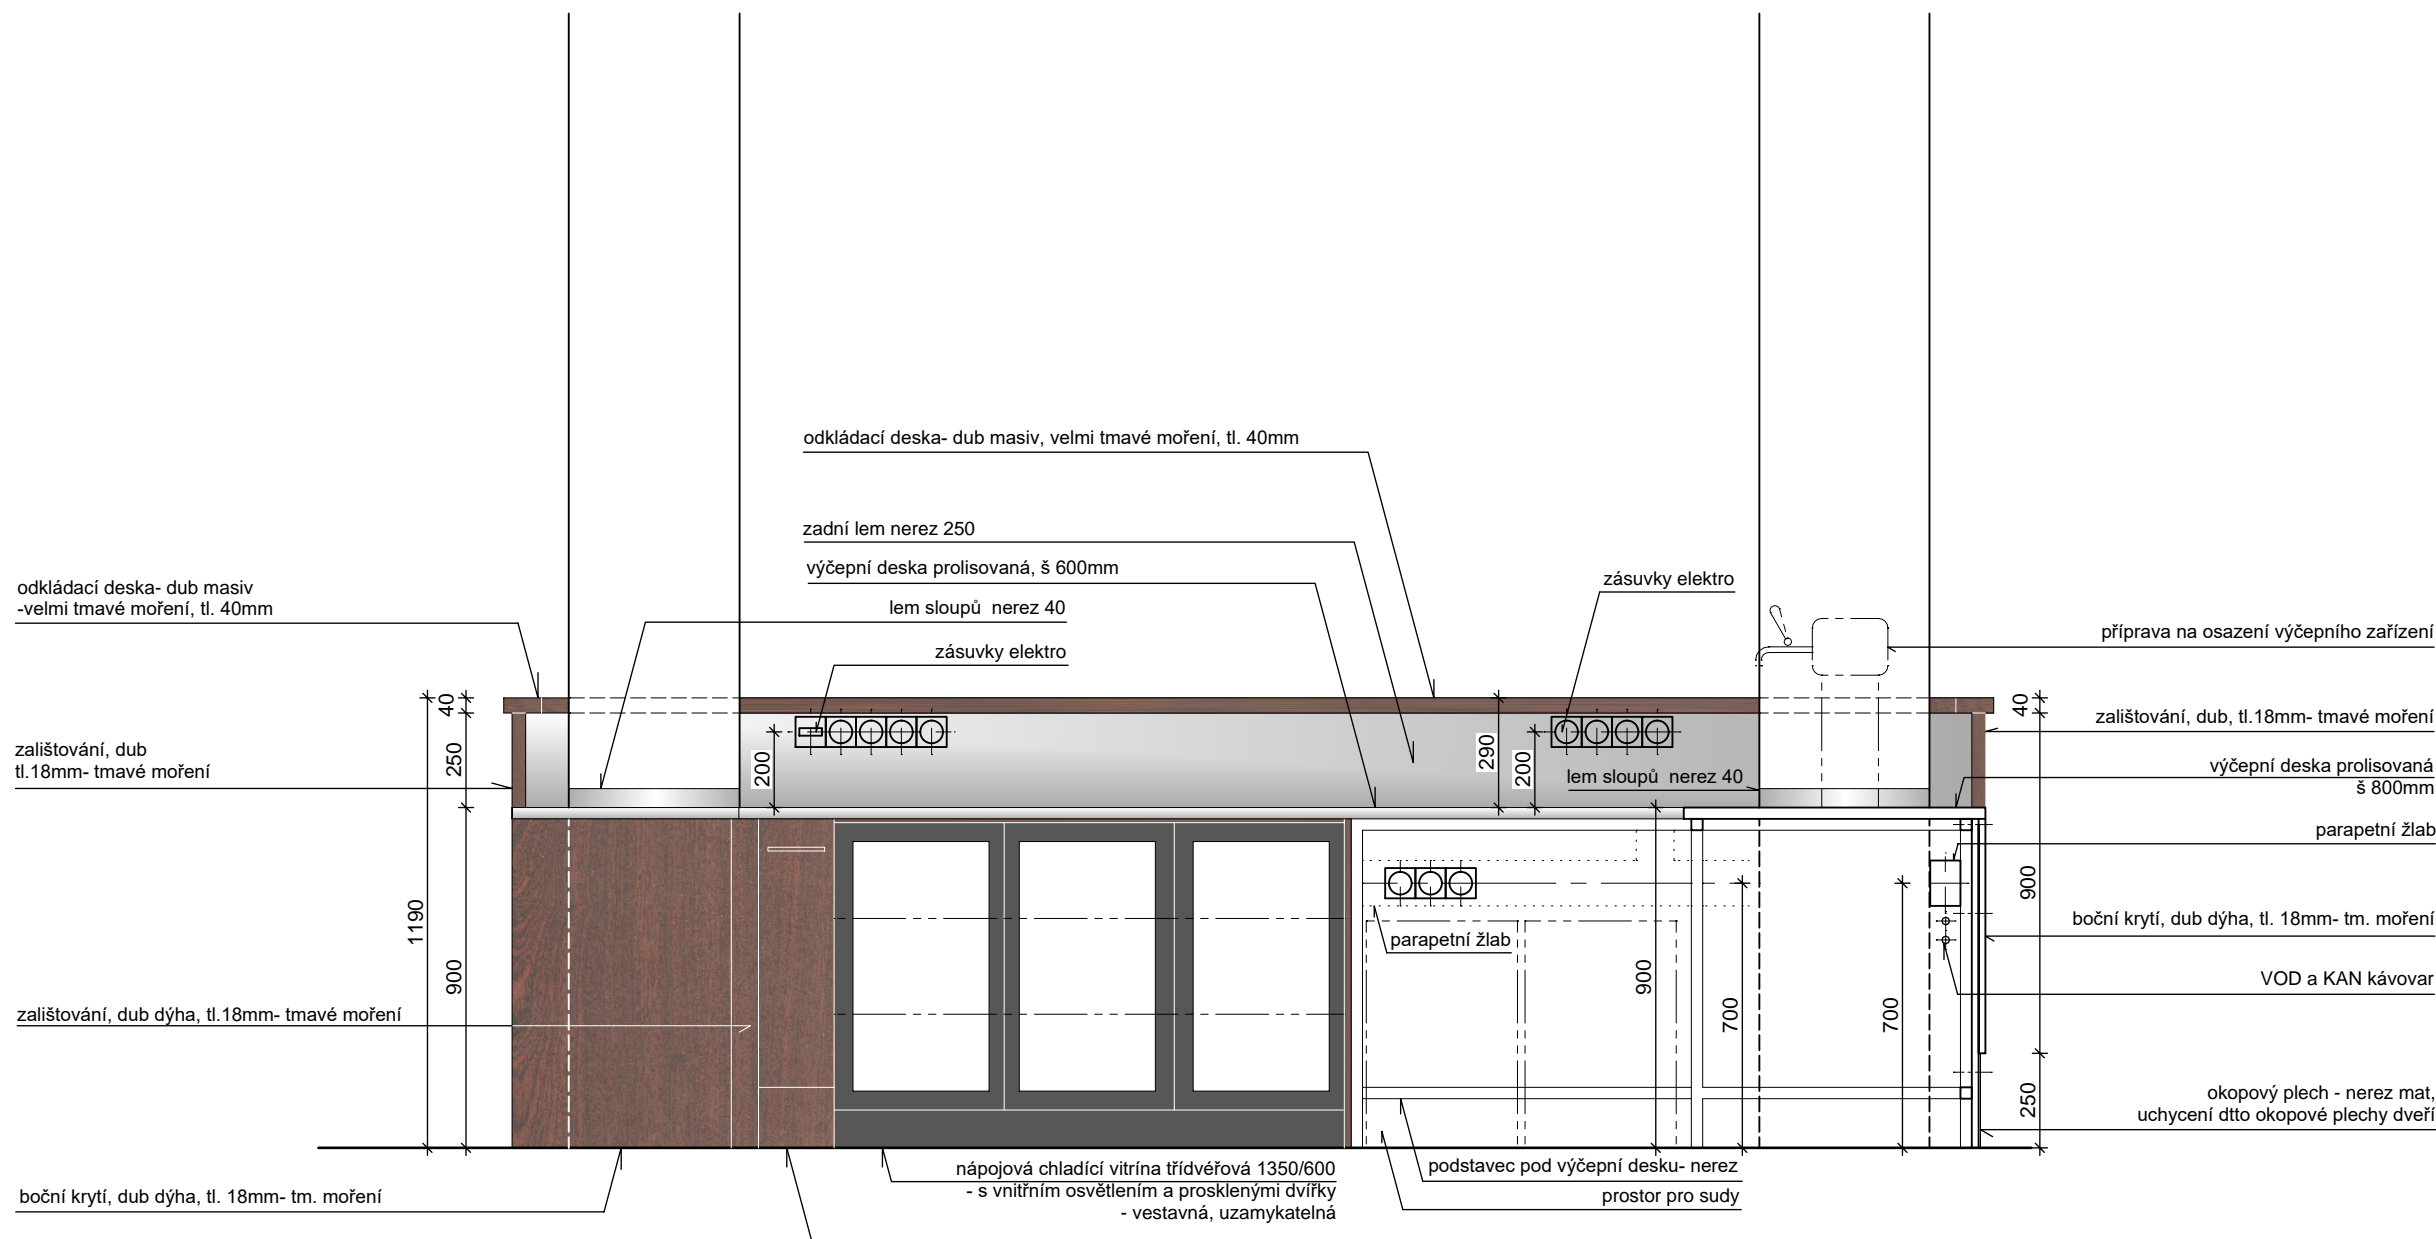 odkládací deska- dub masiv, velmi tmavé moření, tl. 40mm
zadní lem nerez 250
výčepní deska prolisovaná, š 600mm
lem sloupů  nerez 40
zásuvky elektro
zásuvky elektro
odkládací deska- dub masiv
-velmi tmavé moření, tl. 40mm
zalištování, dub
tl.18mm- tmavé moření
zalištování, dub dýha, tl.18mm- tmavé moření
boční krytí, dub dýha, tl. 18mm- tm. moření
1190
40
250
900
200
290
200
lem sloupů  nerez 40
parapetní žlab
900
700
700
nápojová chladící vitrína třídvéřová 1350/600
- s vnitřním osvětlením a prosklenými dvířky
- vestavná, uzamykatelná
podstavec pod výčepní desku- nerez
prostor pro sudy
40
900
250
příprava na osazení výčepního zařízení
zalištování, dub, tl.18mm- tmavé moření
výčepní deska prolisovaná
š 800mm
parapetní žlab
boční krytí, dub dýha, tl. 18mm- tm. moření
VOD a KAN kávovar
okopový plech - nerez mat,
uchycení dtto okopové plechy dveří